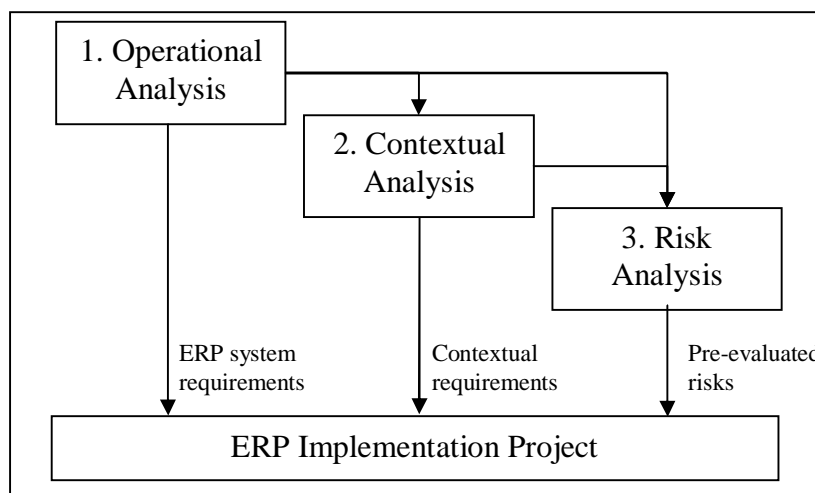 1. Operational
Analysis
2. Contextual
Analysis
3. Risk
Analysis
ERP system
requirements
Contextual
requirements
Pre-evaluated
risks
ERP Implementation Project